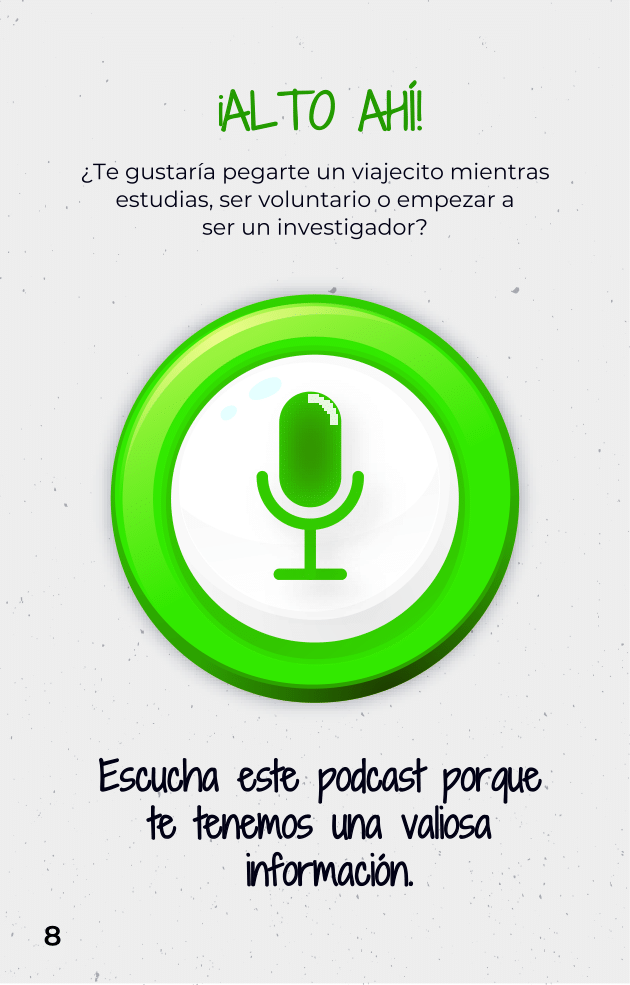 ¡ALTO AHÍ!
¿Te gustaría pegarte un viajecito mientras
estudias, ser voluntario o empezar a
ser un investigador?
Escucha este podcast porque
te tenemos una valiosa
información.
8